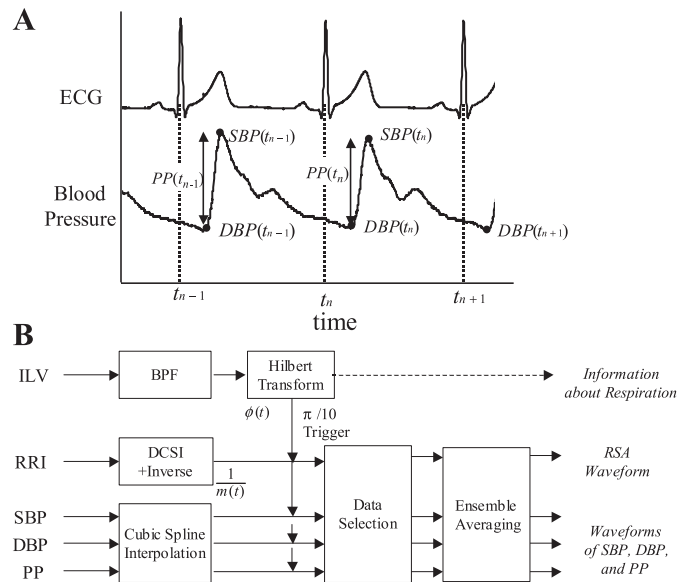 A
ECG
SBP(tn-1)
SBP(tn)
PP(tn-1)
PP(tn)
Blood
Pressure
DBP(tn-1)
DBP(tn)
DBP(tn+1)
tn-1
tn
tn+1
time
B
ILV
BPF
Hilbert
Transform
Information
about Respiration
ϕ(t)
π/10
Trigger
RRI
DCSI
+Inverse
1
m(t)
RSA
Waveform
Data
Selection
Ensemble
Averaging
SBP
DBP
PP
Cubic Spline
Interpolation
Waveforms
of SBP, DBP,
and PP